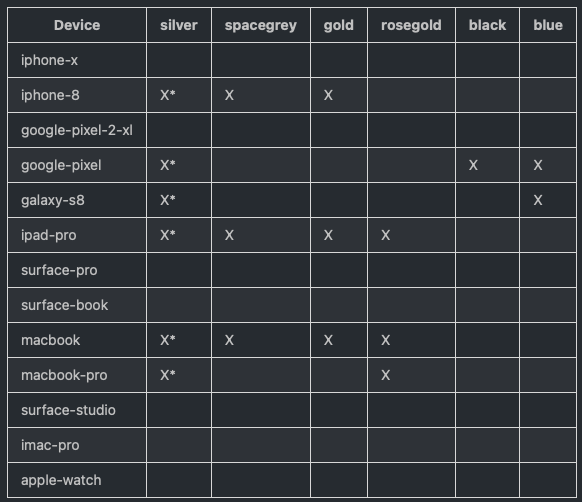 Device silver spacegrey gold rosegold black blue
iphone-x
iphone-8 X* X X
google-pixel-2-xl
google-pixel X* X X
galaxy-s8 X* X
ipad-pro X* X X X
surface-pro
surface-book
macbook X* X X X
macbook-pro X* X
surface-studio
imac-pro
apple-watch